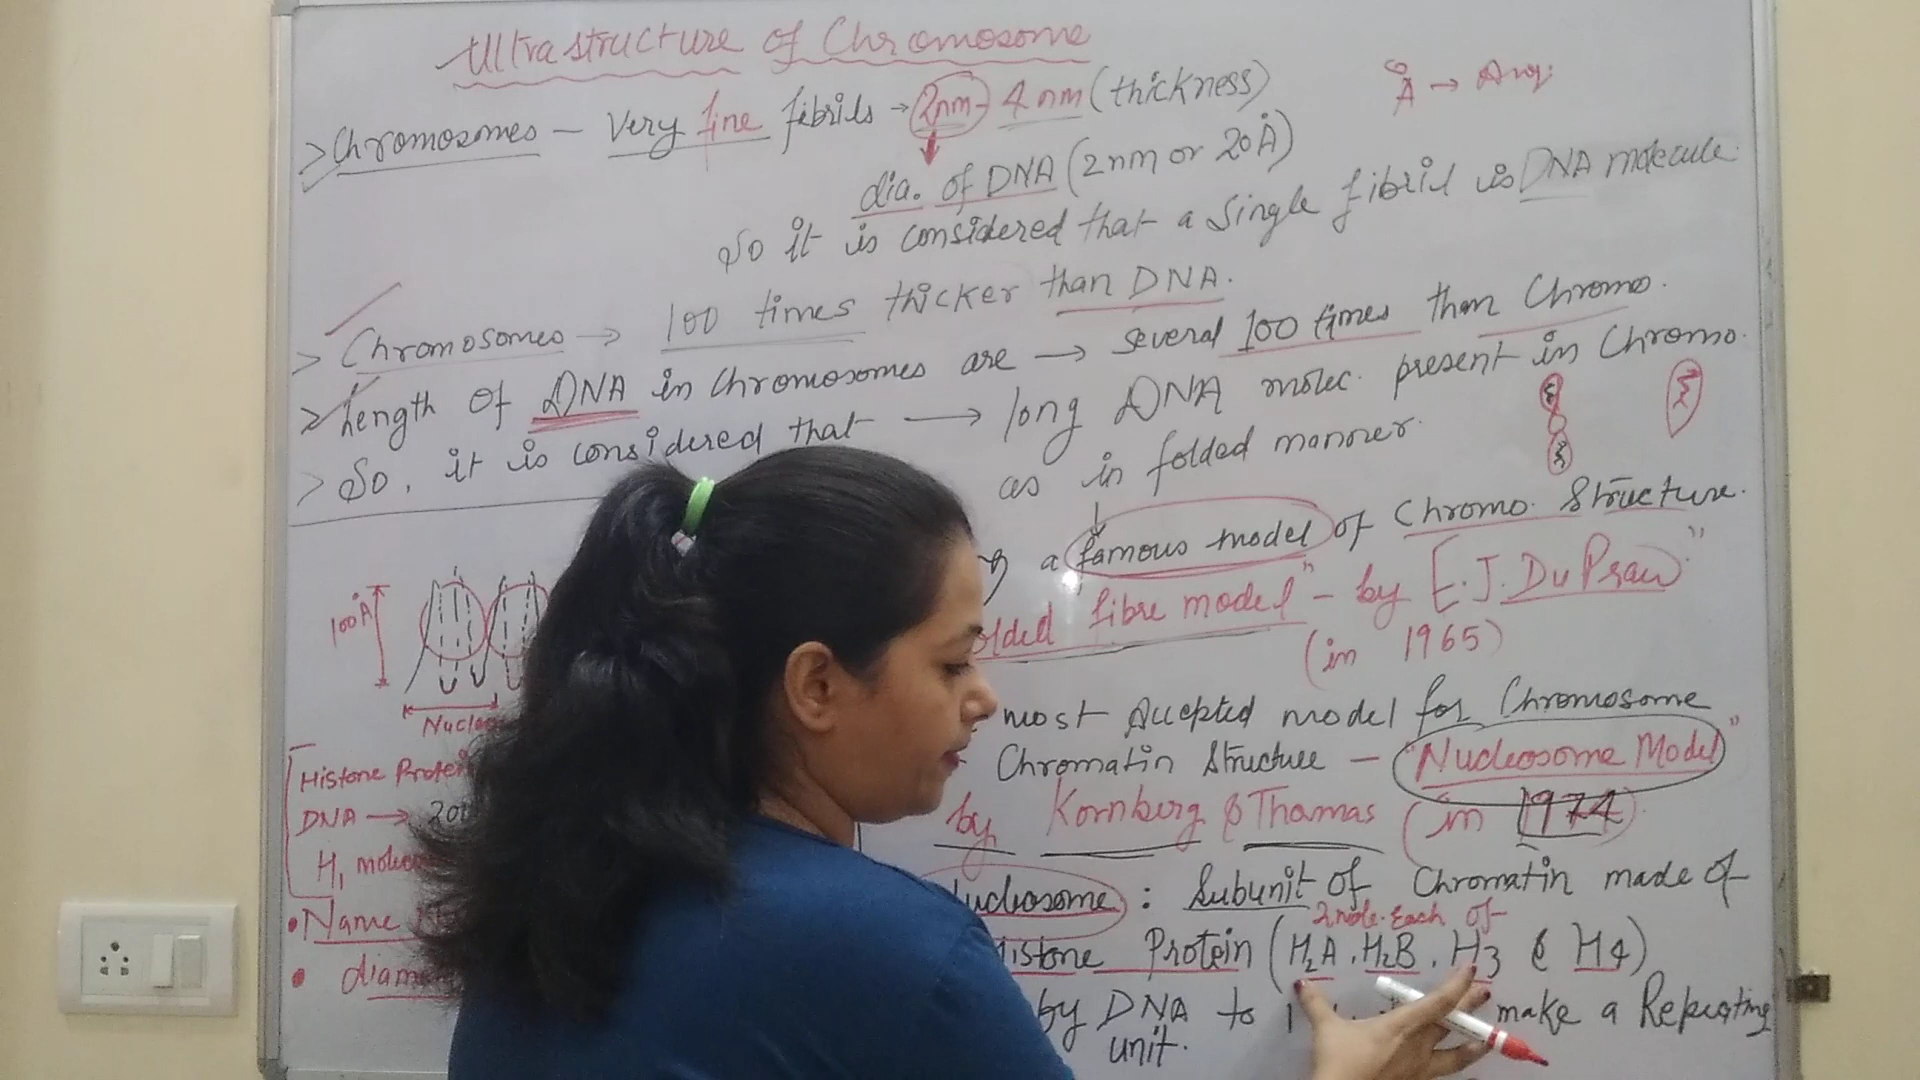 Ultrastructure of Chromosome
Å → Ang:
> Chromosomes - Very fine fibrils → 2nm - 4nm (thickness)
dia. of DNA (2nm or 20Å)
So it is considered that a single fibril is DNA molecule
> Chromosomes → 100 times thicker than DNA.
> Length of DNA in chromosomes are → several 100 times than Chromo.
> So, it is considered that → long DNA molec. present in Chromo.
as in folded manner.
a famous model of Chromo. Structure.
fibre model" - by E.J. DuPraw"
(in 1965)
most Accepted model for Chromosome
Chromatin Structure - "Nucleosome Model"
by Kornberg & Thamas (in 1974)
: Subunit of Chromatin made of
2 mole. Each of
Protein (H2A, H2B, H3 & H4)
by DNA to make a Repeating
unit.
100Å
Histone
DNA →
H1
• Name
•